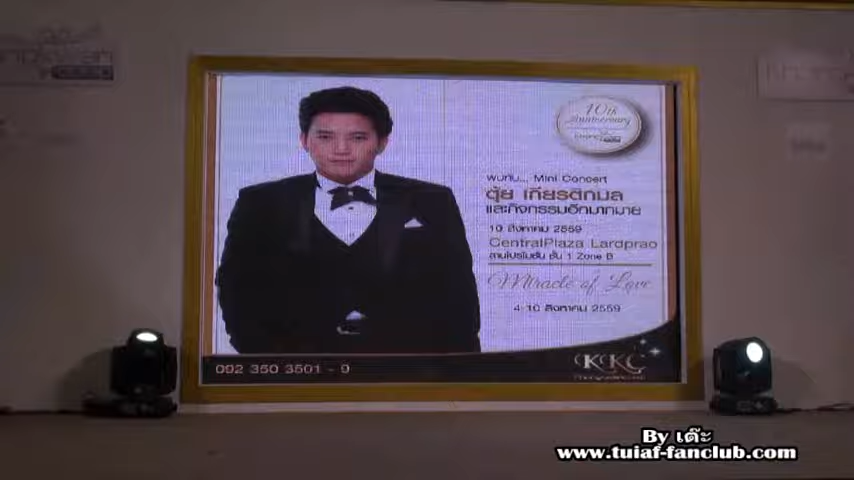 10th
Anniversary
พบกับ... Mini Concert
ตุ้ย เกียรติกมล
และกิจกรรมอีกมากมาย
10 สิงหาคม 2559
CentralPlaza Lardprao
ลานโปรโมชั่น ชั้น 1 Zone B
Miracle of Love
4-10 สิงหาคม 2559
092 350 3501 - 9
KKC
By เต๊ะ
www.tuiaf-fanclub.com